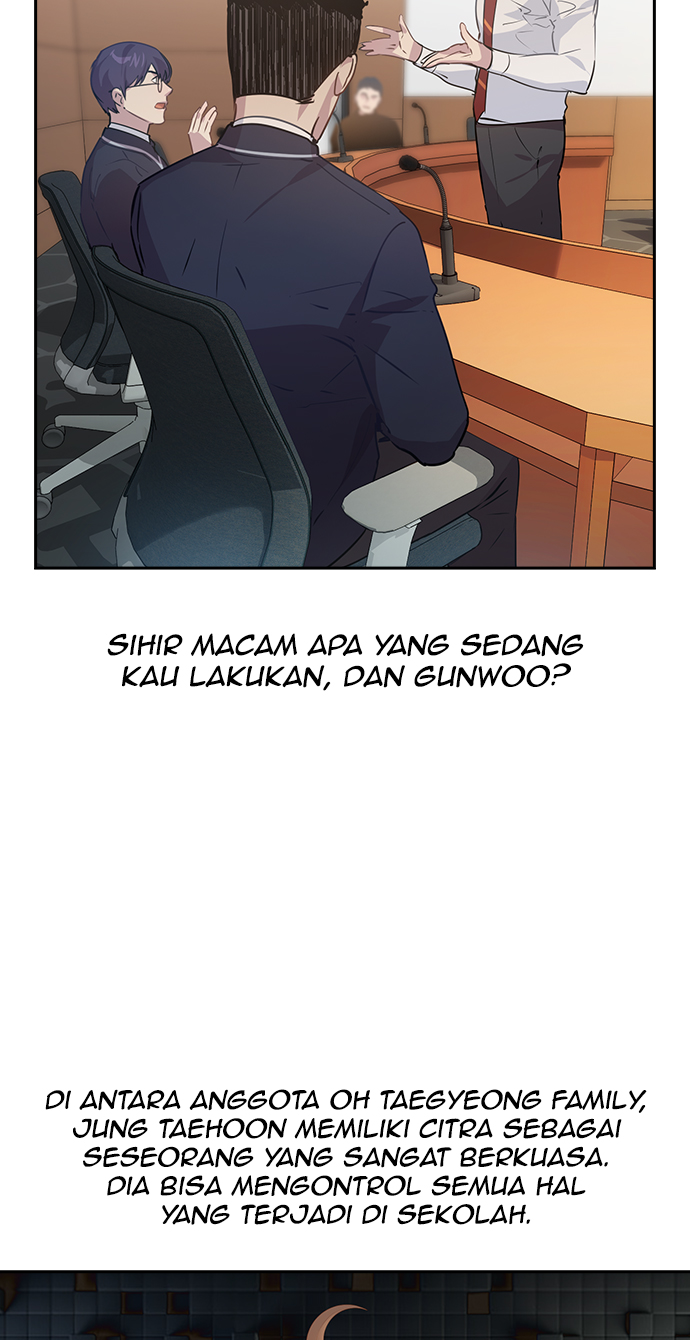 SIHIR MACAM APA YANG SEDANG
KAU LAKUKAN, DAN GUNWOO?
DI ANTARA ANGGOTA OH TAEGYEONG FAMILY,
JUNG TAEHOON MEMILIKI CITRA SEBAGAI
SESEORANG YANG SANGAT BERKUASA.
DIA BISA MENGONTROL SEMUA HAL
YANG TERJADI DI SEKOLAH.